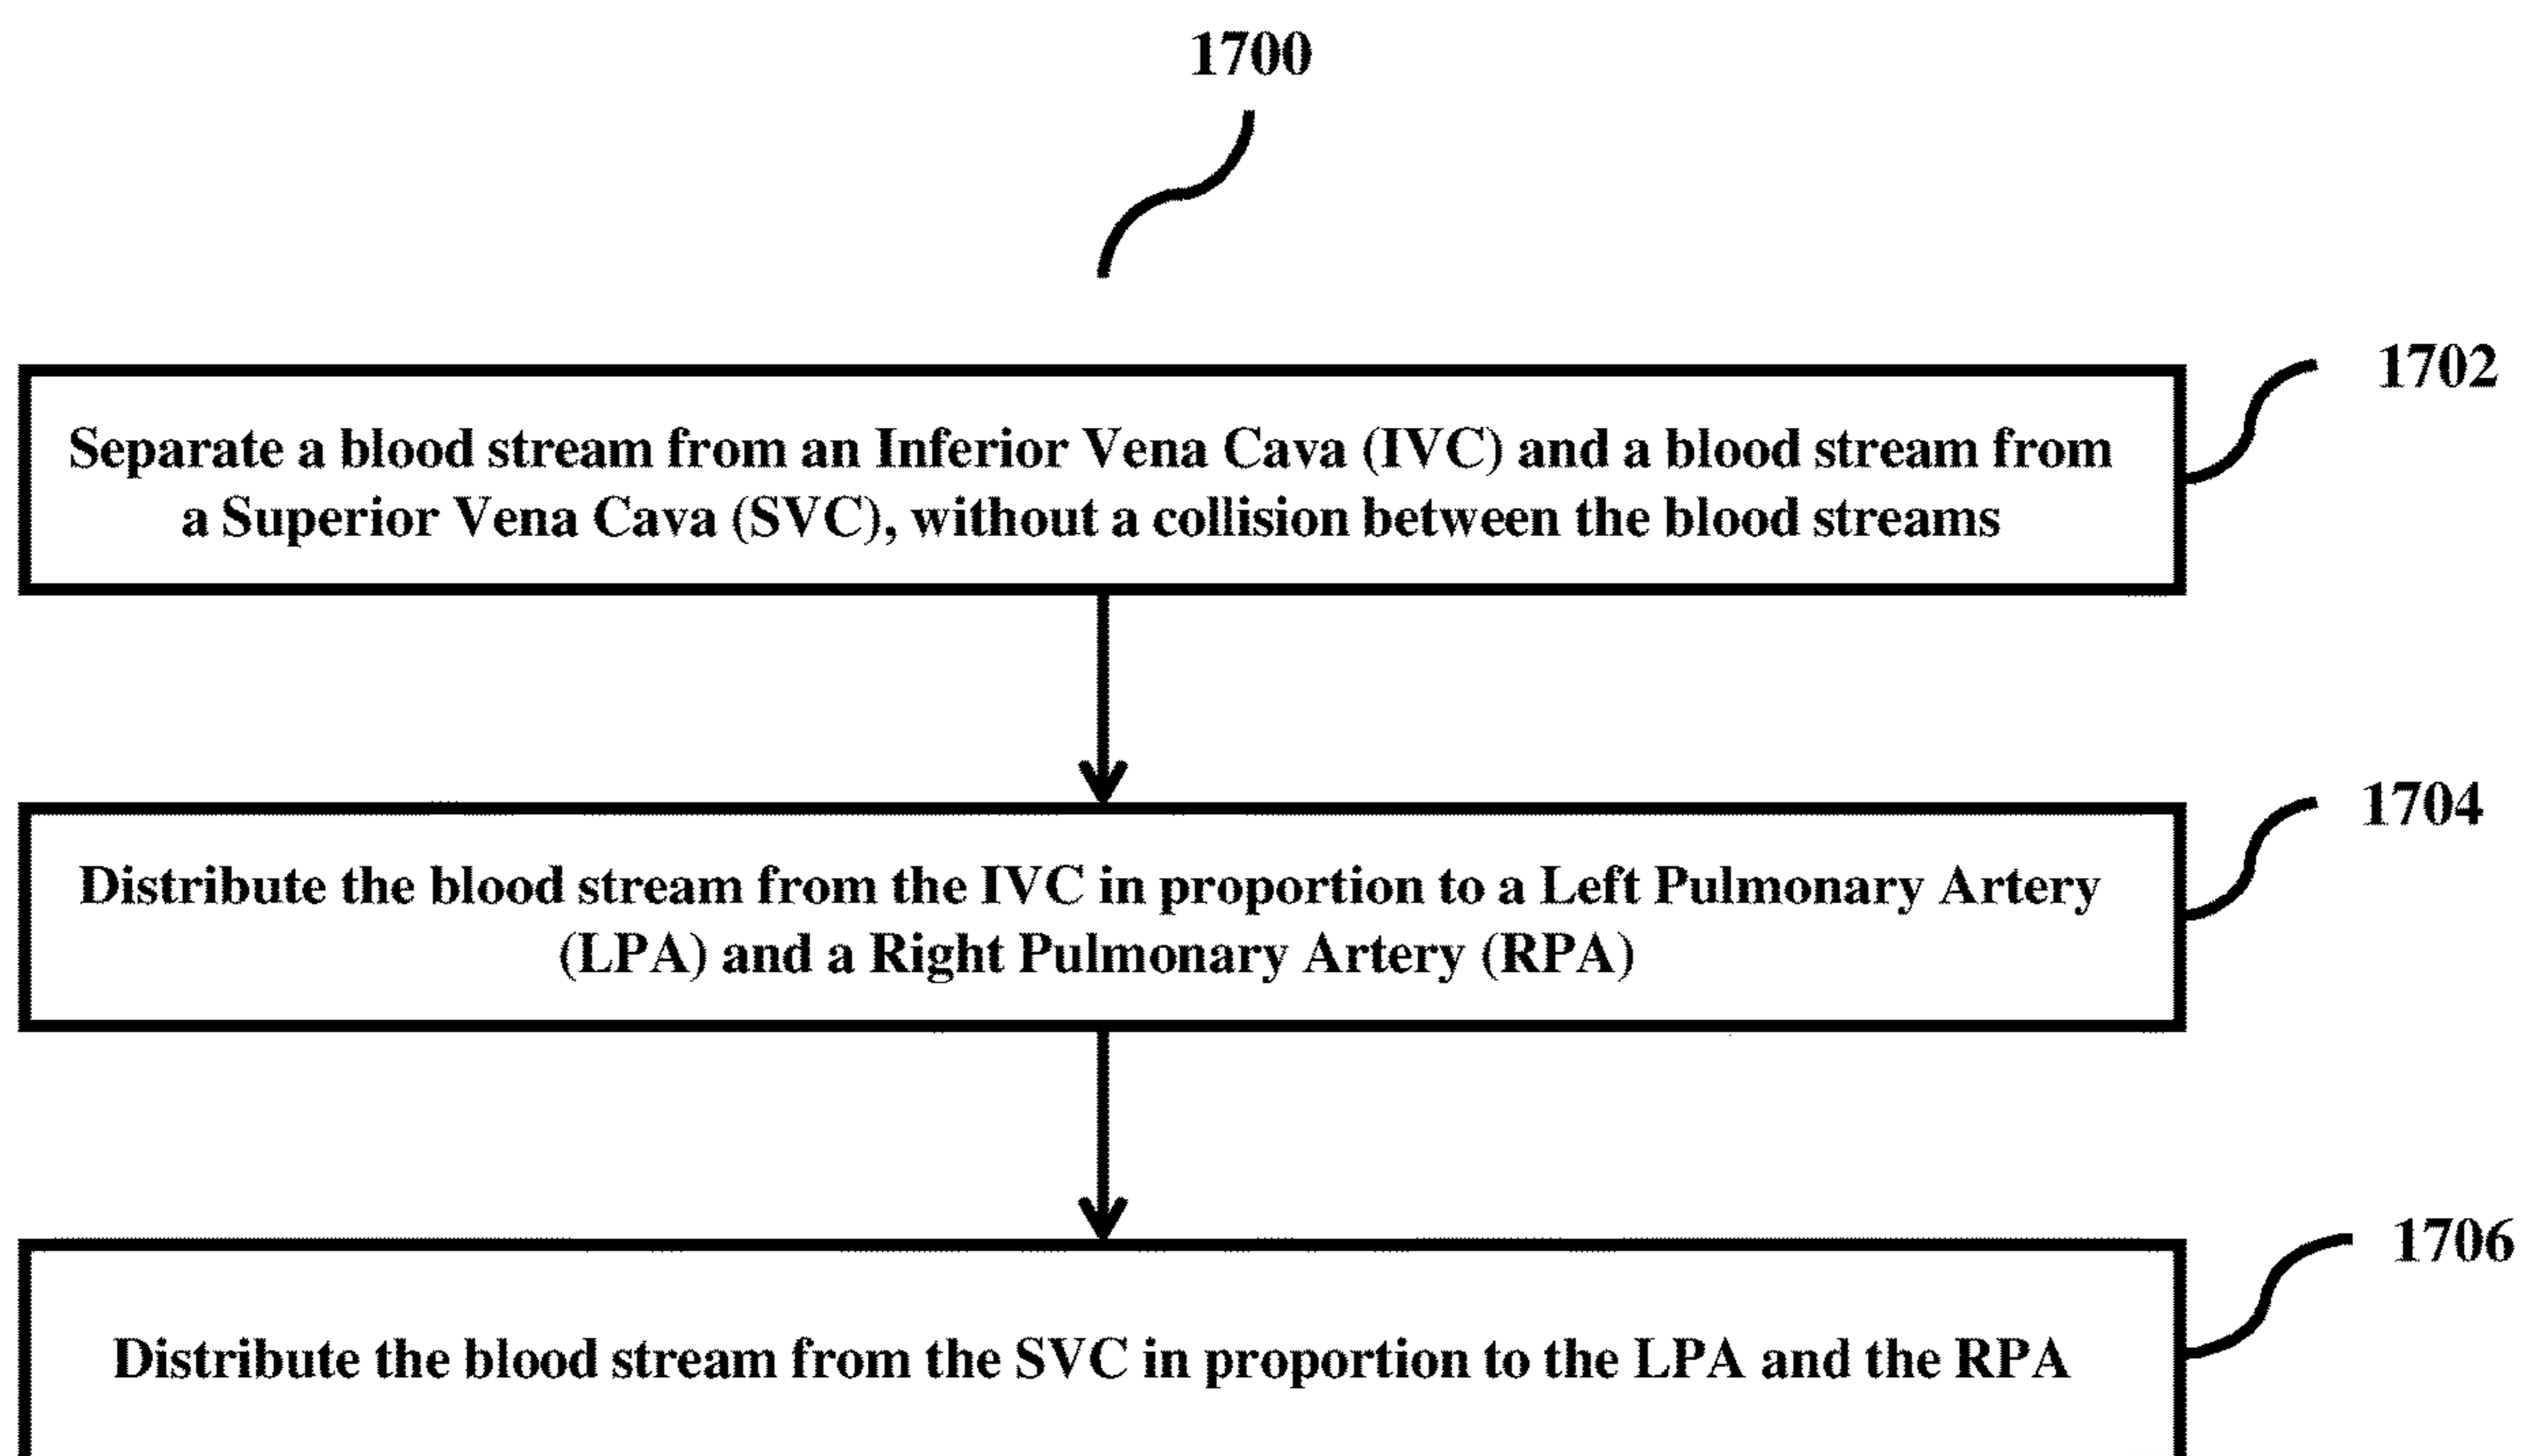 1700
1702
Separate a blood stream from an Inferior Vena Cava (IVC) and a blood stream from
a Superior Vena Cava (SVC), without a collision between the blood streams
1704
Distribute the blood stream from the IVC in proportion to a Left Pulmonary Artery
(LPA) and a Right Pulmonary Artery (RPA)
1706
Distribute the blood stream from the SVC in proportion to the LPA and the RPA